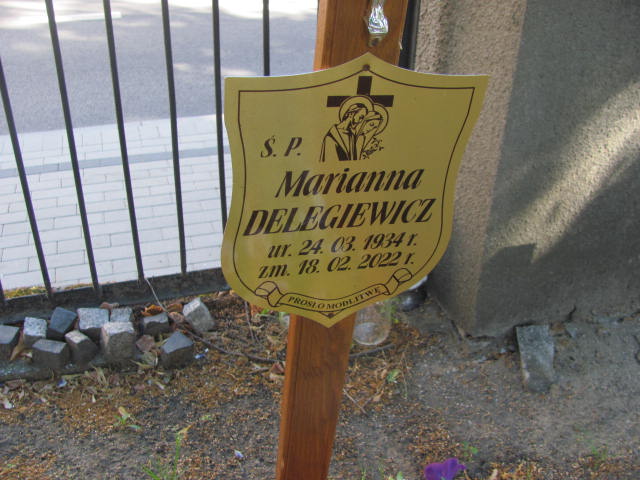 Ś. P.
Marianna
DELEGIEWICZ
ur. 24. 03. 1934 r.
zm. 18. 02. 2022 r.
PROSI O MODLITWĘ